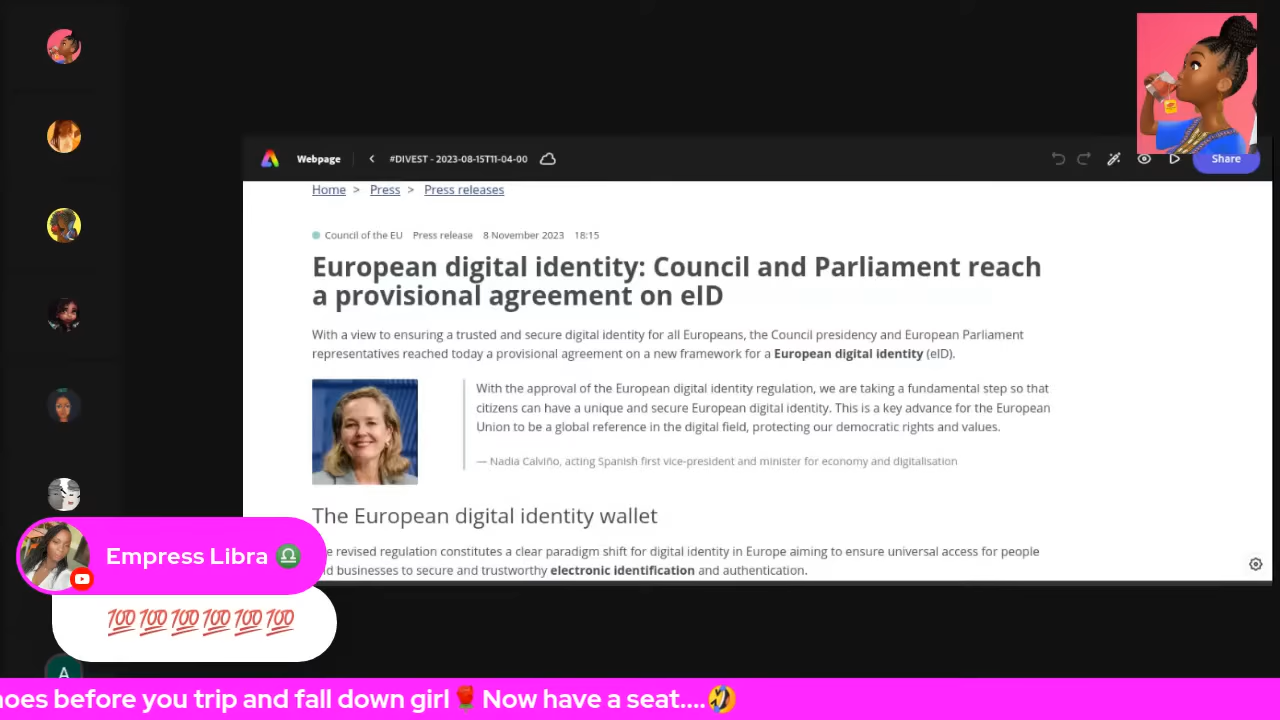 Webpage
#DIVEST - 2023-08-15T11-04-00
Share
Home > Press > Press releases
Council of the EU Press release 8 November 2023 18:15
European digital identity: Council and Parliament reach
a provisional agreement on eID
With a view to ensuring a trusted and secure digital identity for all Europeans, the Council presidency and European Parliament
representatives reached today a provisional agreement on a new framework for a European digital identity (eID).
With the approval of the European digital identity regulation, we are taking a fundamental step so that
citizens can have a unique and secure European digital identity. This is a key advance for the European
Union to be a global reference in the digital field, protecting our democratic rights and values.
— Nadia Calviño, acting Spanish first vice-president and minister for economy and digitalisation
The European digital identity wallet
revised regulation constitutes a clear paradigm shift for digital identity in Europe aiming to ensure universal access for people
businesses to secure and trustworthy electronic identification and authentication.
Empress Libra ♎
💯💯💯💯💯💯
A
before you trip and fall down girl🌹Now have a seat....🤣